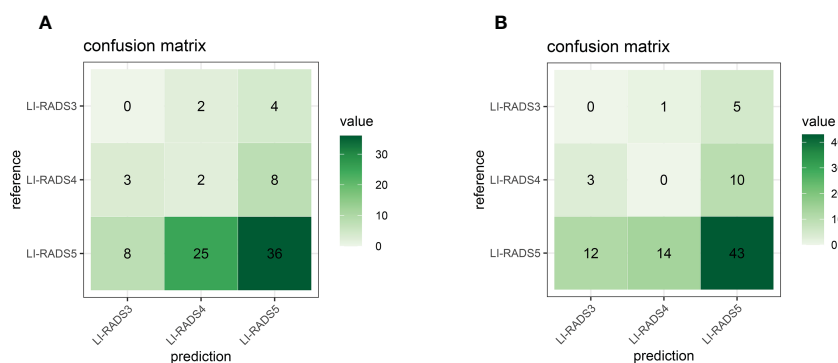 A
confusion matrix
LI-RADS3
LI-RADS4
LI-RADS5
reference
0 2 4
3 2 8
8 25 36
LI-RADS3 LI-RADS4 LI-RADS5
prediction
value
30
20
10
0
B
confusion matrix
LI-RADS3
LI-RADS4
LI-RADS5
reference
0 1 5
3 0 10
12 14 43
LI-RADS3 LI-RADS4 LI-RADS5
prediction
value
0